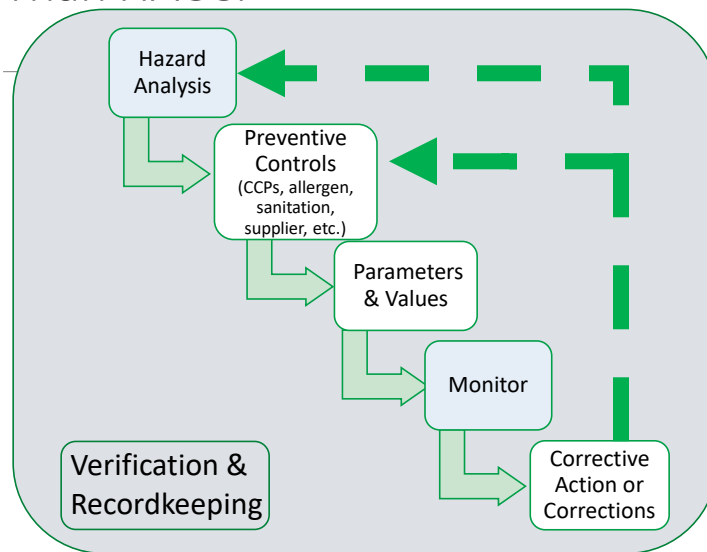 Hazard
Analysis
Preventive
Controls
(CCPs, allergen,
sanitation,
supplier, etc.)
Parameters
& Values
Monitor
Verification &
Recordkeeping
Corrective
Action or
Corrections